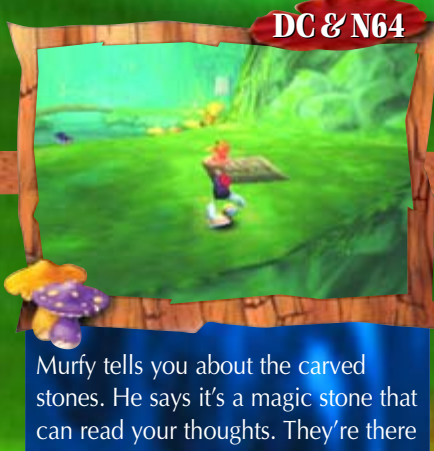 DC & N64
Murfy tells you about the carved
stones. He says it’s a magic stone that
can read your thoughts. They’re there